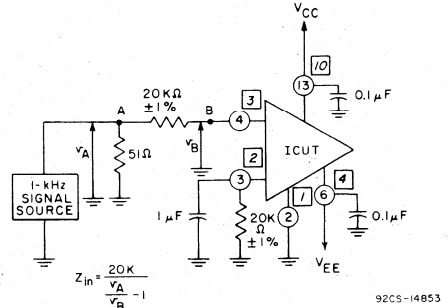 VCC
10
13
0.1 µF
20KΩ
±1%
A
B
3
4
vA
51Ω
vB
ICUT
1-kHz
SIGNAL
SOURCE
2
3
1
4
1 µF
20K
Ω
±1%
2
6
0.1 µF
VEE
Zin = 20K
vA
vB
-1
92CS-14853